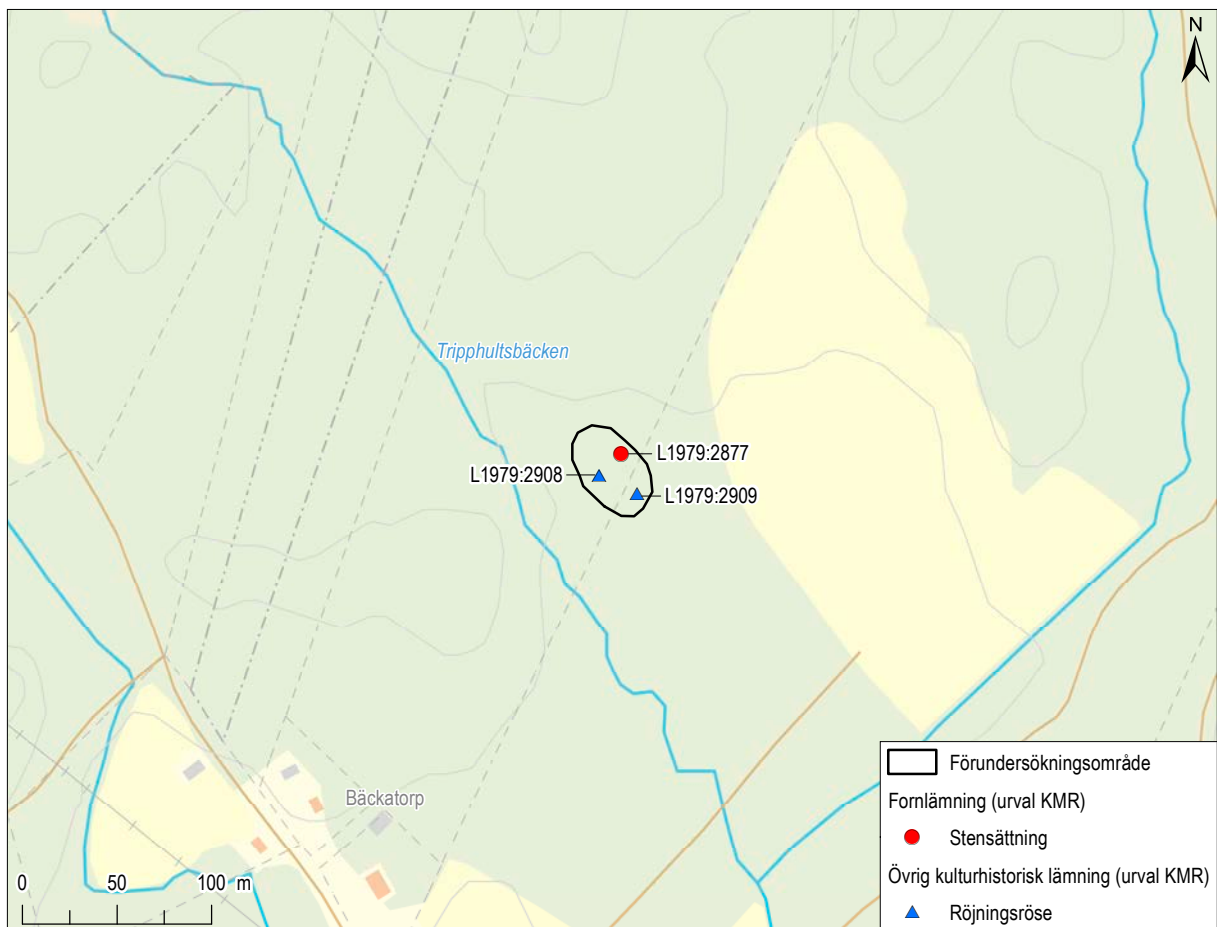 N
Tripphultsbäcken
L1979:2877
L1979:2908
L1979:2909
Bäckatorp
0 50 100 m
Förundersökningsområde
Fornlämning (urval KMR)
Stensättning
Övrig kulturhistorisk lämning (urval KMR)
Röjningsröse